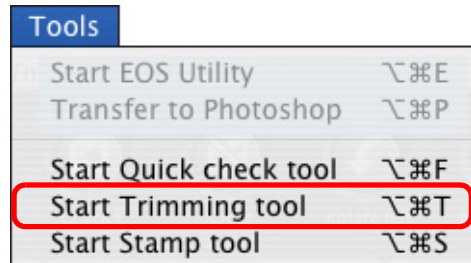 Tools
Start EOS Utility ⌥⌘E
Transfer to Photoshop ⌥⌘P
Start Quick check tool ⌥⌘F
Start Trimming tool ⌥⌘T
Start Stamp tool ⌥⌘S